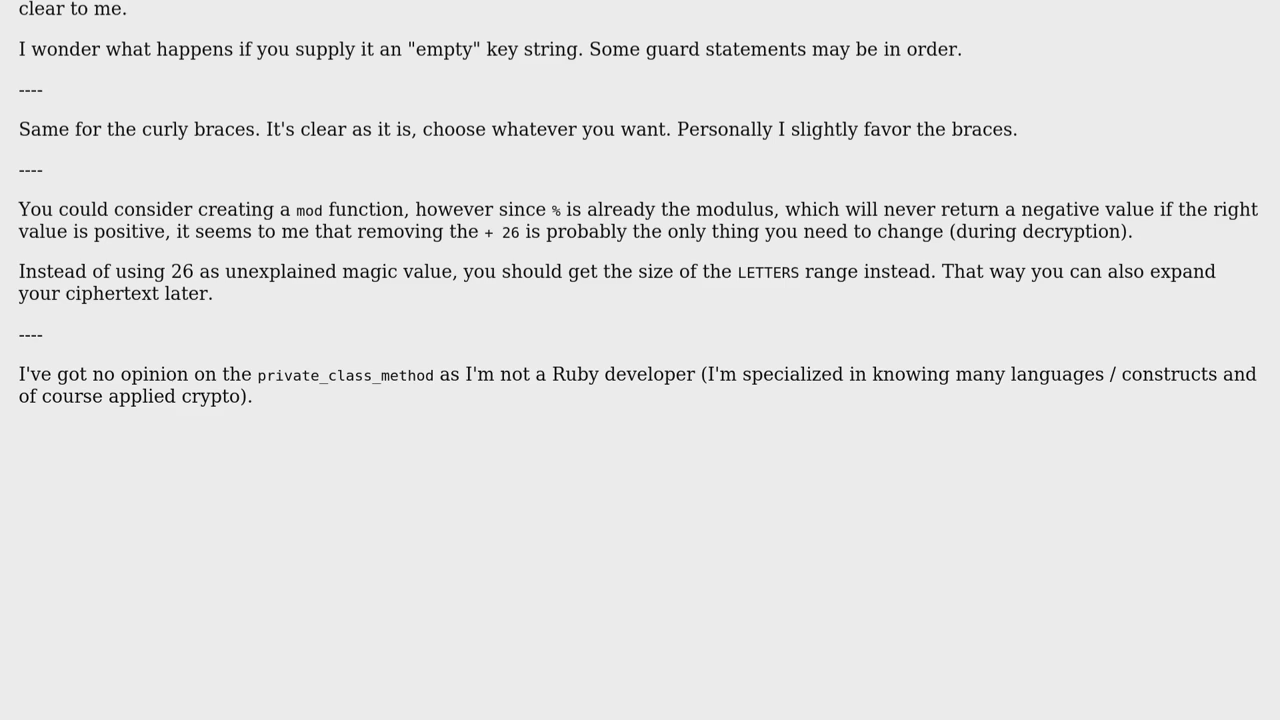 clear to me.
I wonder what happens if you supply it an "empty" key string. Some guard statements may be in order.
----
Same for the curly braces. It's clear as it is, choose whatever you want. Personally I slightly favor the braces.
----
You could consider creating a mod function, however since % is already the modulus, which will never return a negative value if the right
value is positive, it seems to me that removing the + 26 is probably the only thing you need to change (during decryption).
Instead of using 26 as unexplained magic value, you should get the size of the LETTERS range instead. That way you can also expand
your ciphertext later.
----
I've got no opinion on the private_class_method as I'm not a Ruby developer (I'm specialized in knowing many languages / constructs and
of course applied crypto).